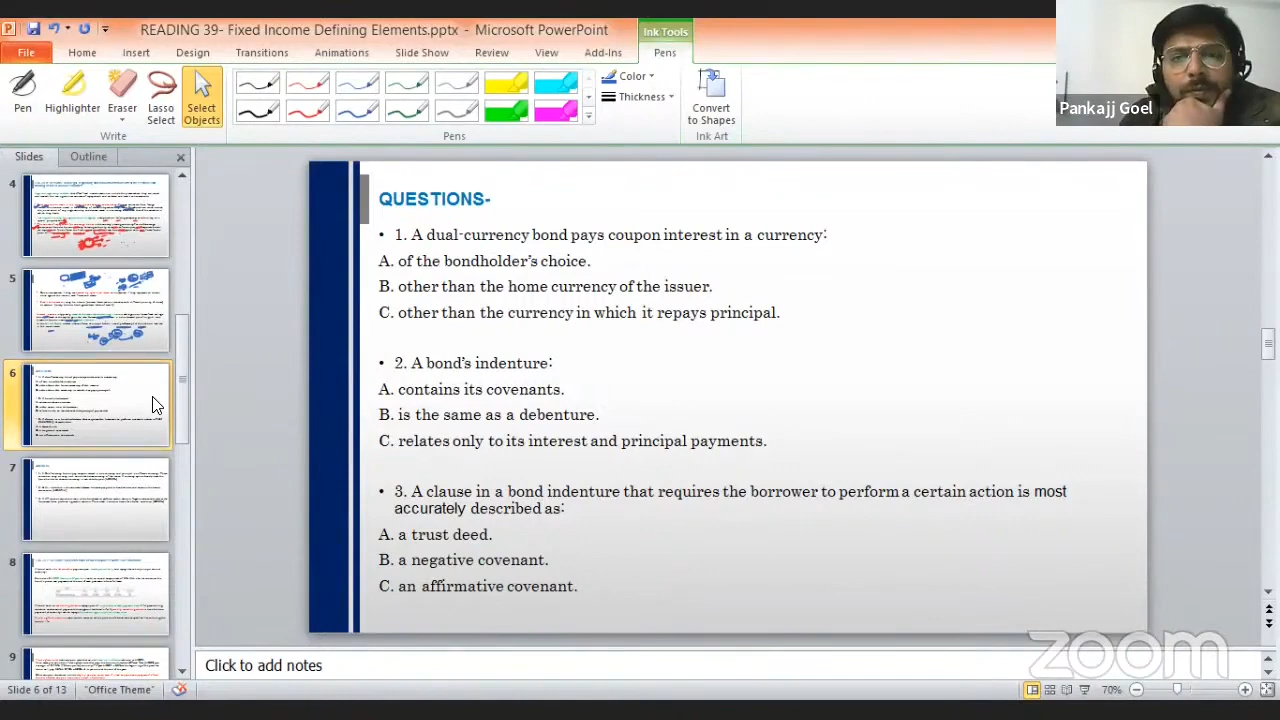 READING 39- Fixed Income Defining Elements.pptx - Microsoft PowerPoint
Ink Tools
File Home Insert Design Transitions Animations Slide Show Review View Add-Ins Pens
Pen Highlighter Eraser Lasso Select Select Objects
Color
Thickness
Convert to Shapes
Write Pens Ink Art
Pankajj Goel
Slides Outline
4
5
6
7
8
9
QUESTIONS-
• 1. A dual-currency bond pays coupon interest in a currency:
A. of the bondholder's choice.
B. other than the home currency of the issuer.
C. other than the currency in which it repays principal.
• 2. A bond's indenture:
A. contains its covenants.
B. is the same as a debenture.
C. relates only to its interest and principal payments.
• 3. A clause in a bond indenture that requires the borrower to perform a certain action is most
accurately described as:
A. a trust deed.
B. a negative covenant.
C. an affirmative covenant.
zoom
Click to add notes
Slide 6 of 13 "Office Theme" 70%